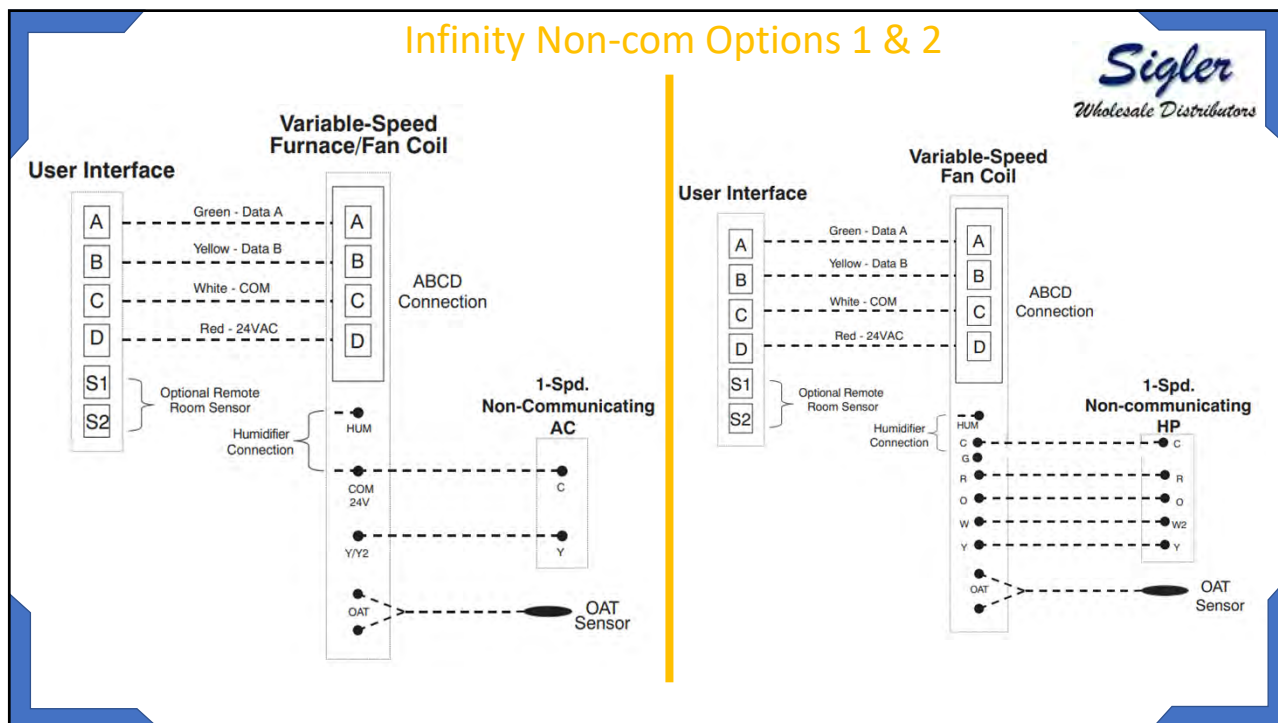 Infinity Non-com Options 1 & 2
Sigler
Wholesale Distributors
Variable-Speed
Furnace/Fan Coil
User Interface
A
Green - Data A
A
B
Yellow - Data B
B
C
White - COM
C
D
Red - 24VAC
D
ABCD
Connection
S1
S2
Optional Remote
Room Sensor
HUM
Humidifier
Connection
1-Spd.
Non-Communicating
AC
COM
24V
C
Y/Y2
Y
OAT
OAT
Sensor
Variable-Speed
Fan Coil
User Interface
A
Green - Data A
A
B
Yellow - Data B
B
C
White - COM
C
D
Red - 24VAC
D
ABCD
Connection
S1
S2
Optional Remote
Room Sensor
HUM
Humidifier
Connection
1-Spd.
Non-communicating
HP
C
C
G
R
R
O
O
W
W2
Y
Y
OAT
OAT
Sensor